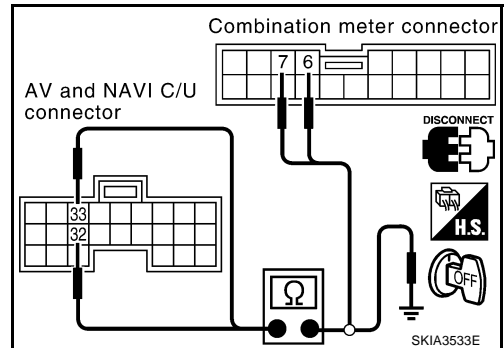 Combination meter connector
7 6
AV and NAVI C/U
connector
DISCONNECT
33
32
H.S.
Ω
OFF
SKIA3533E